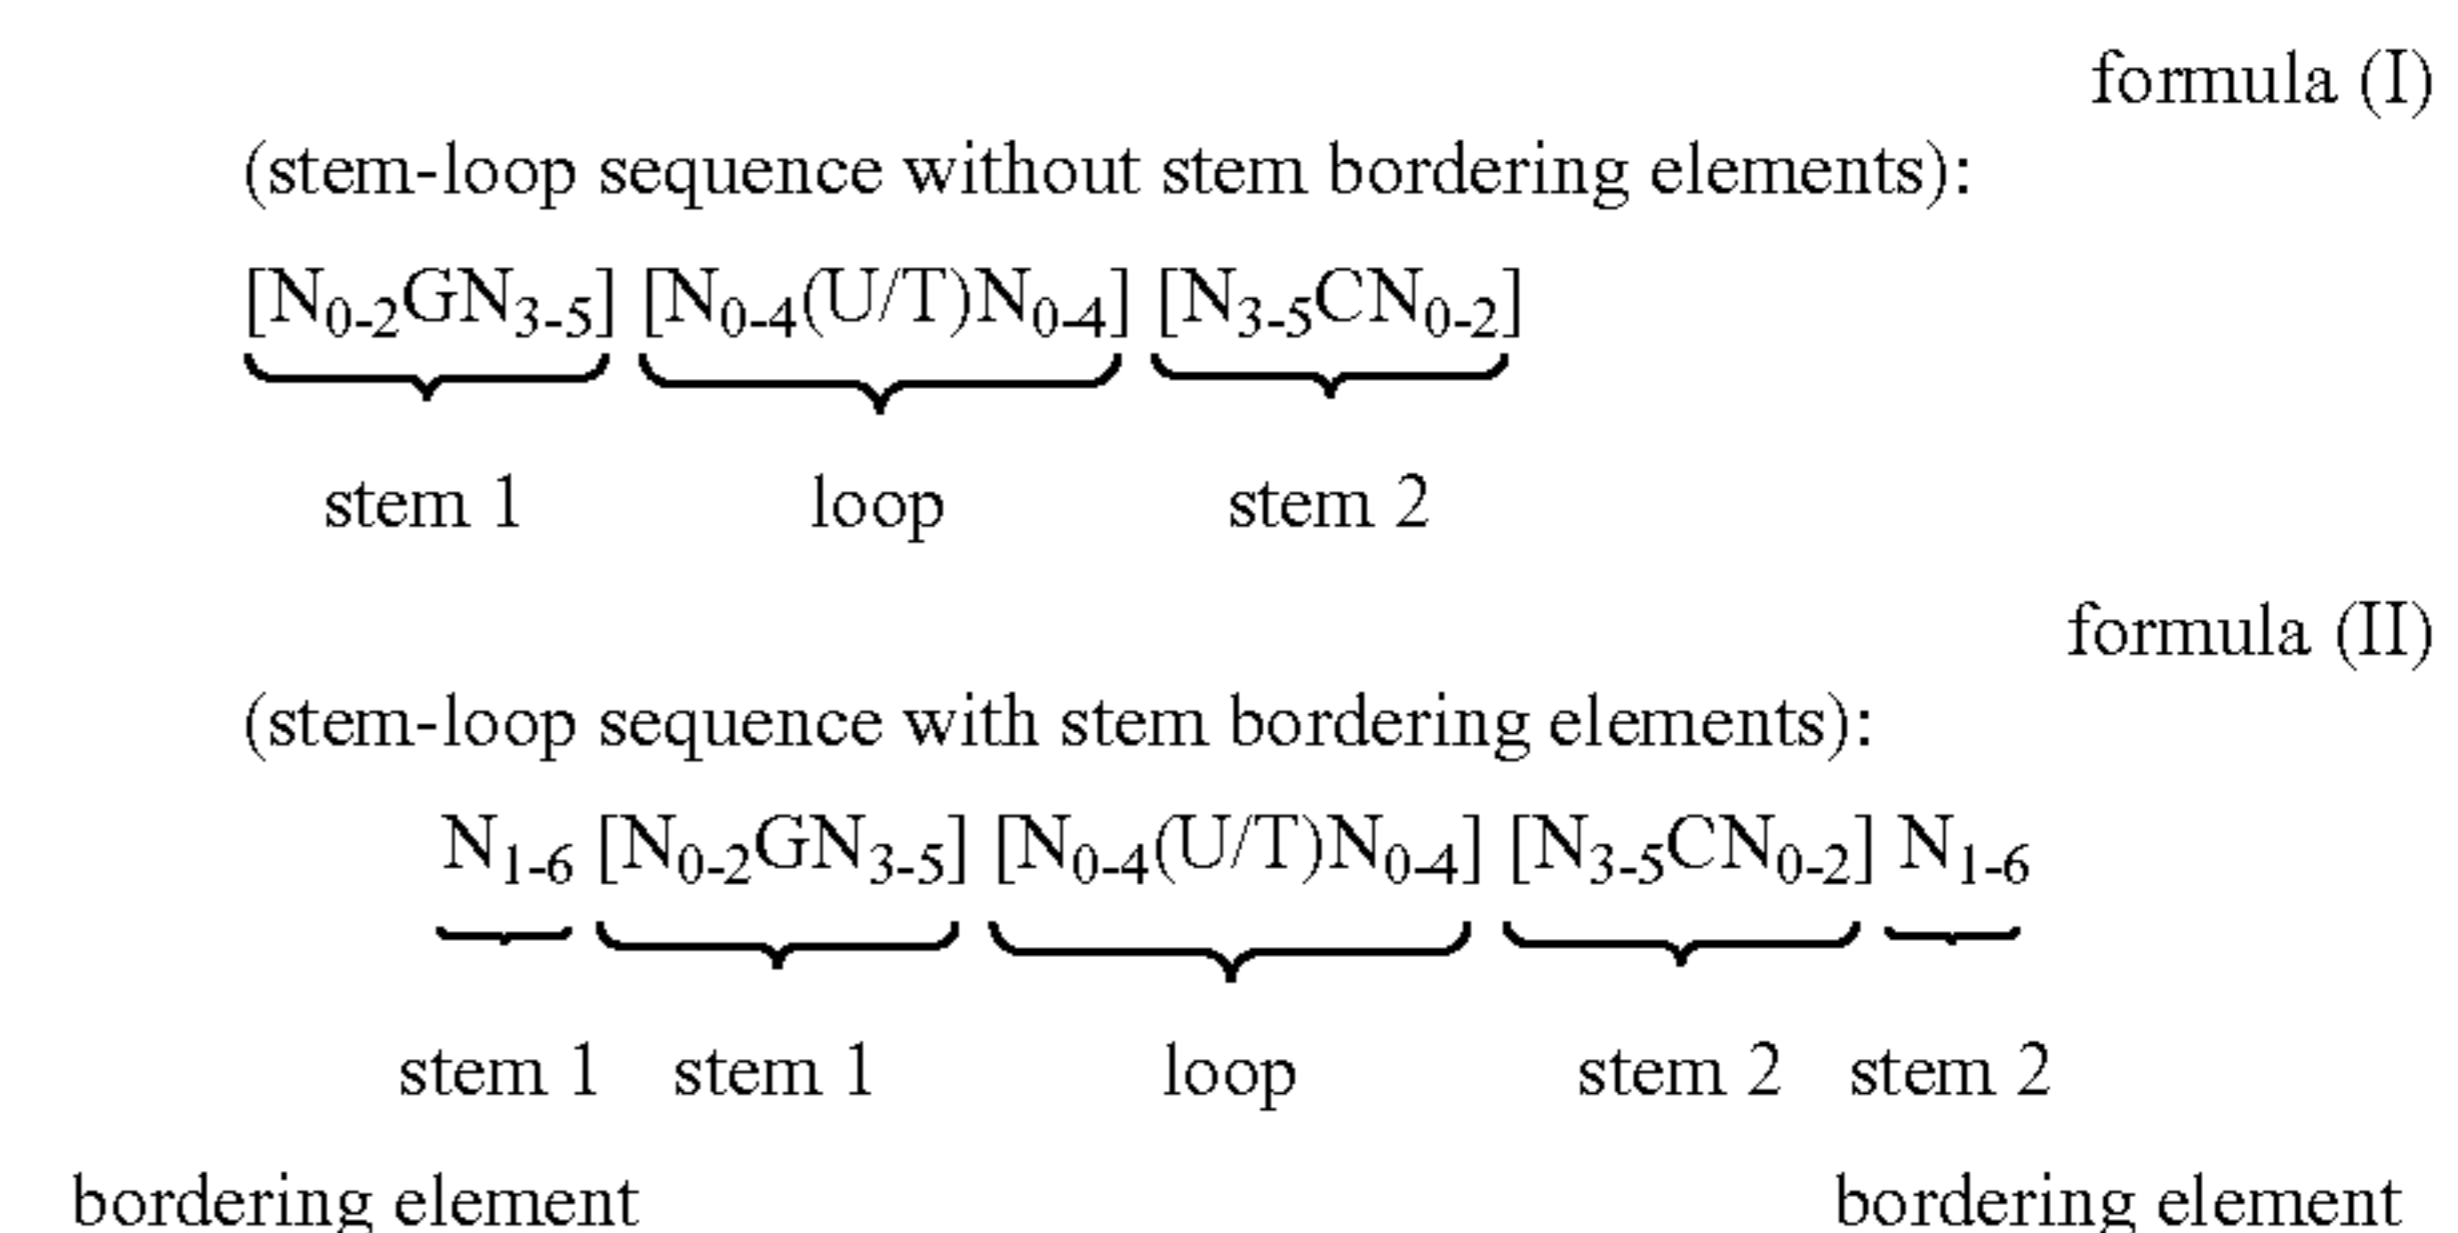 formula (I)
(stem-loop sequence without stem bordering elements):
[N0-2GN3-5] [N0-4(U/T)N0-4] [N3-5CN0-2]
stem 1 loop stem 2
formula (II)
(stem-loop sequence with stem bordering elements):
N1-6 [N0-2GN3-5] [N0-4(U/T)N0-4] [N3-5CN0-2] N1-6
stem 1 stem 1 loop stem 2 stem 2
bordering element bordering element